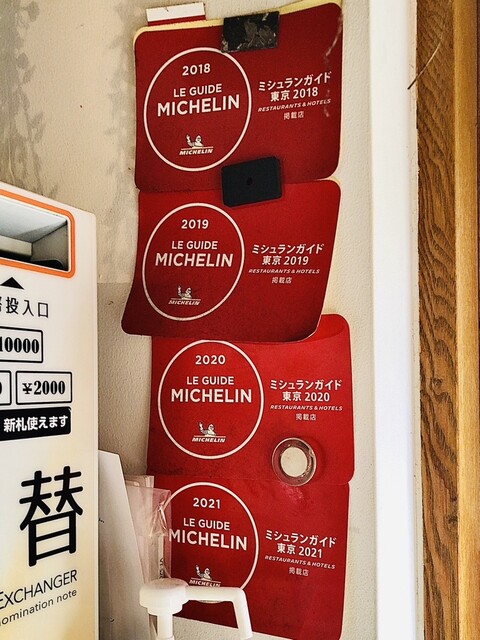 2018
LE GUIDE
MICHELIN
MICHELIN
ミシュランガイド
東京 2018
RESTAURANTS & HOTELS
掲載店
2019
LE GUIDE
MICHELIN
MICHELIN
ミシュランガイド
東京 2019
RESTAURANTS & HOTELS
掲載店
2020
LE GUIDE
MICHELIN
MICHELIN
ミシュランガイド
東京 2020
RESTAURANTS & HOTELS
掲載店
2021
LE GUIDE
MICHELIN
MICHELIN
ミシュランガイド
東京 2021
RESTAURANTS & HOTELS
掲載店
投入口
10000
¥2000
新札使えます
替
EXCHANGER
omination note